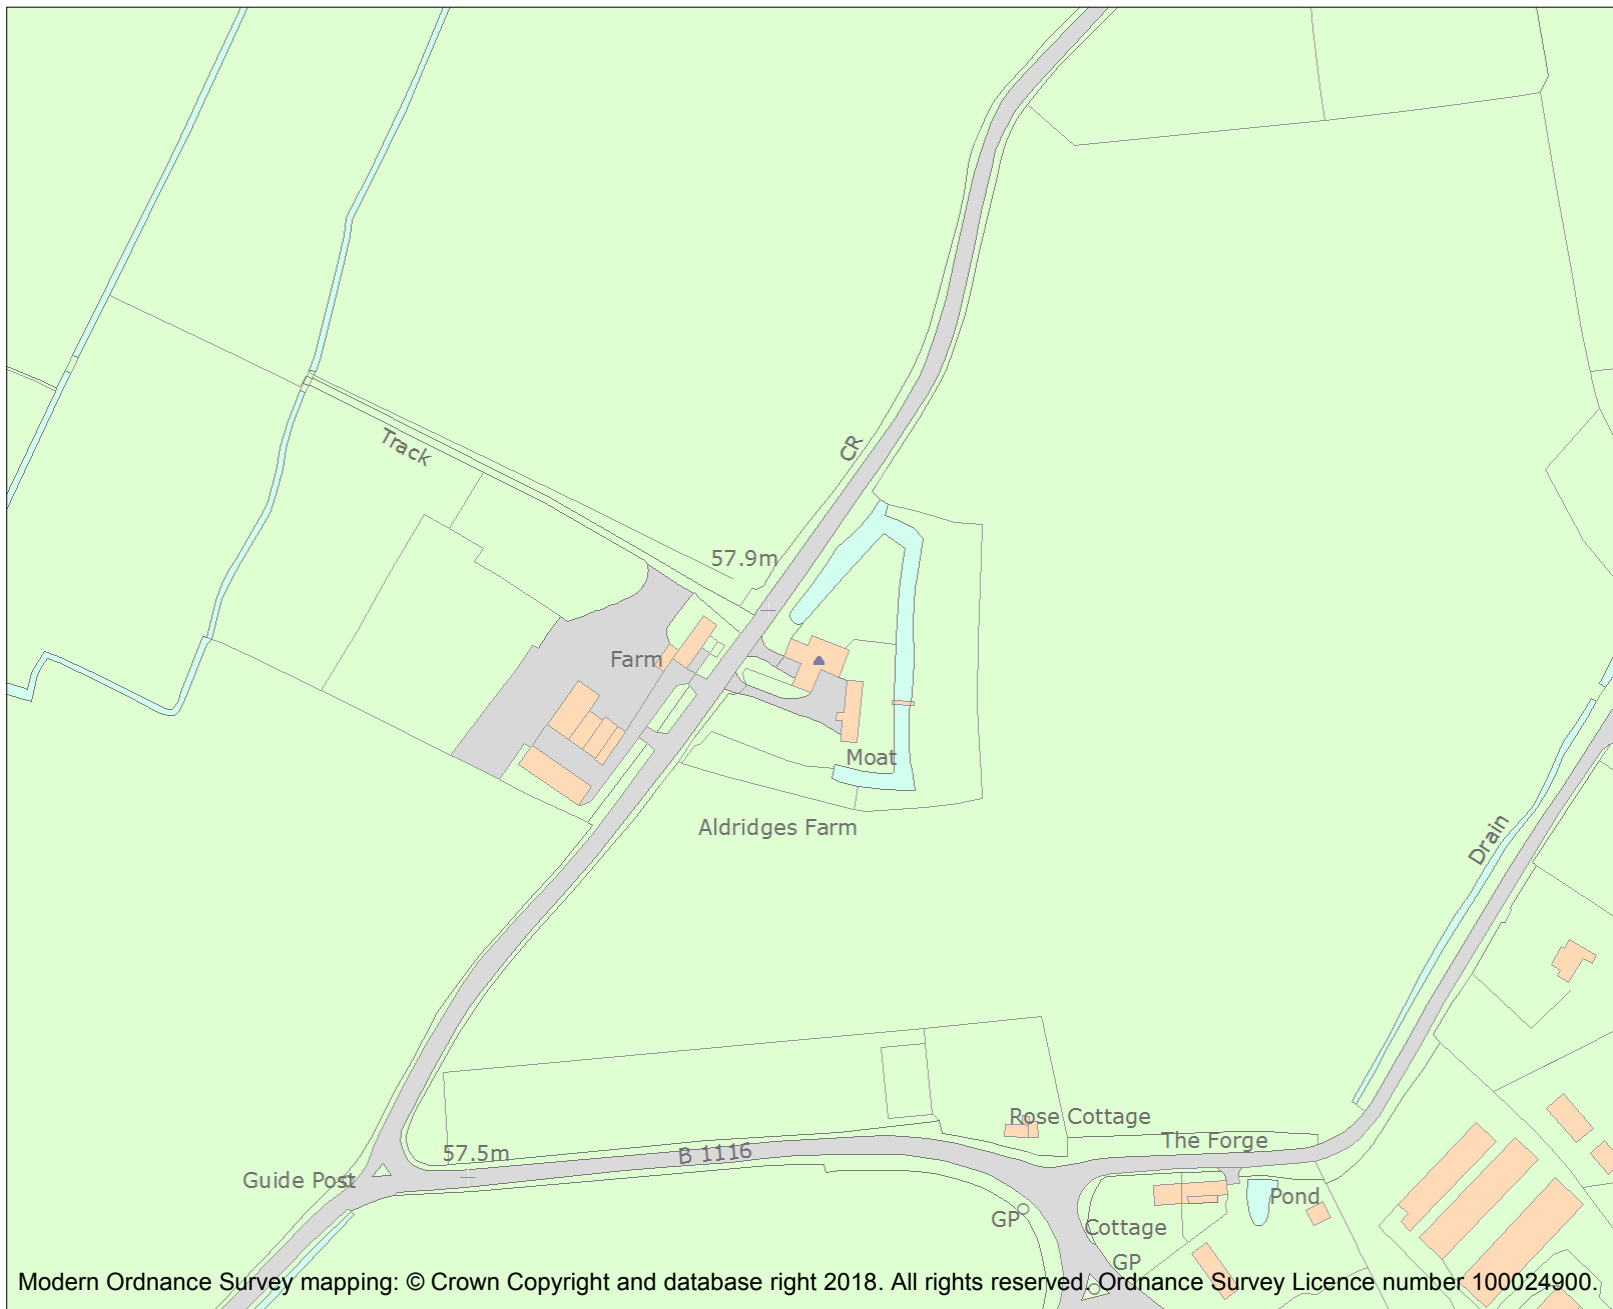 Track
CR
57.9m
Farm
Moat
Aldridges Farm
Drain
Rose Cottage
The Forge
57.5m
B 1116
Guide Post
Pond
GP
Cottage
GP
Modern Ordnance Survey mapping: © Crown Copyright and database right 2018. All rights reserved. Ordnance Survey Licence number 100024900.